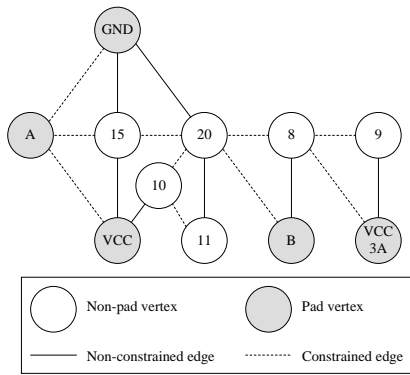 GND
A
15
20
8
9
10
VCC
11
B
VCC
3A
Non-pad vertex
Pad vertex
Non-constrained edge
Constrained edge